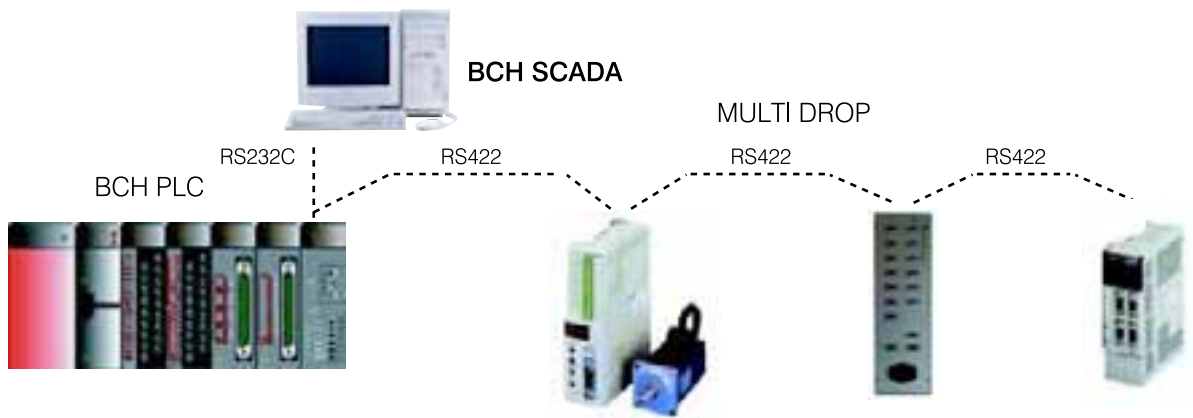 BCH SCADA
MULTI DROP
RS232C
RS422
RS422
RS422
BCH PLC